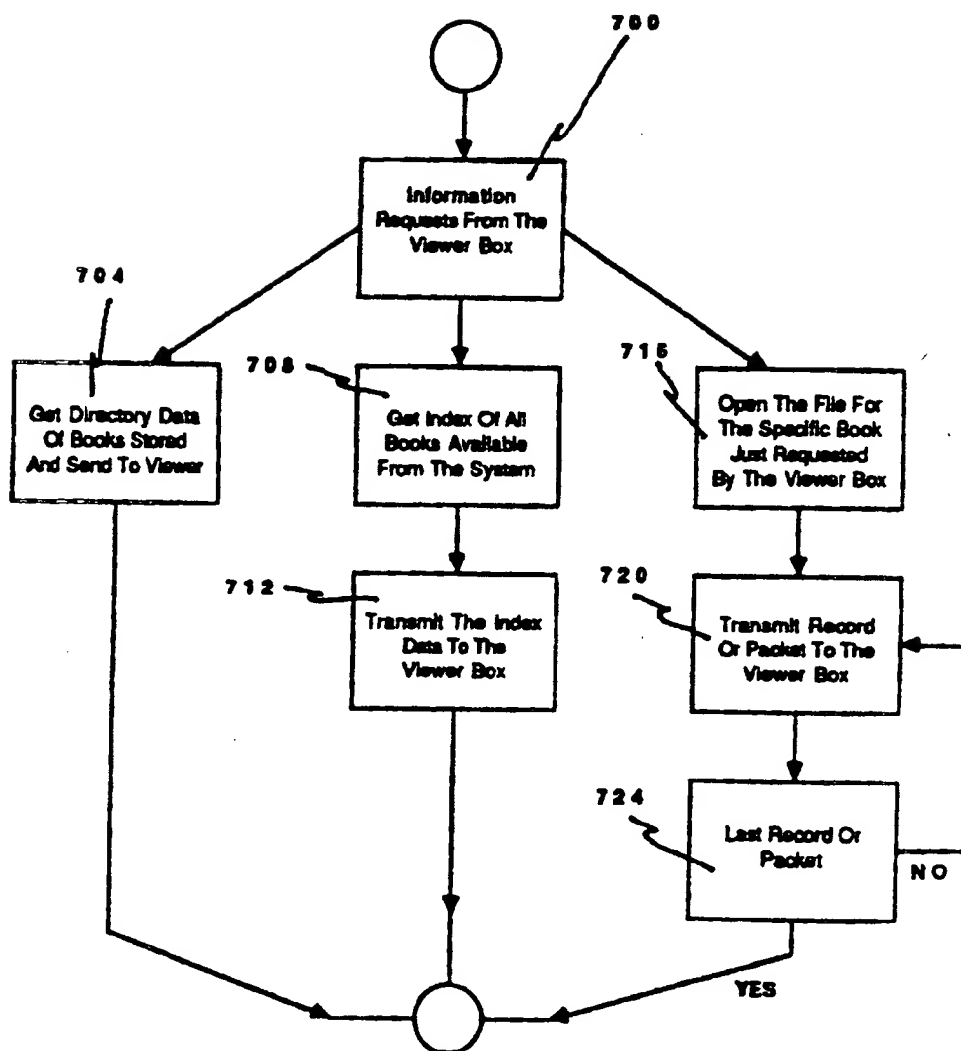 700
Information
Requests From The
Viewer Box
704
Get Directory Data
Of Books Stored
And Send To Viewer
708
Get Index Of All
Books Available
From The System
715
Open The File For
The Specific Book
Just Requested
By The Viewer Box
712
Transmit The Index
Data To The
Viewer Box
720
Transmit Record
Or Packet To The
Viewer Box
724
Last Record Or
Packet
NO
YES